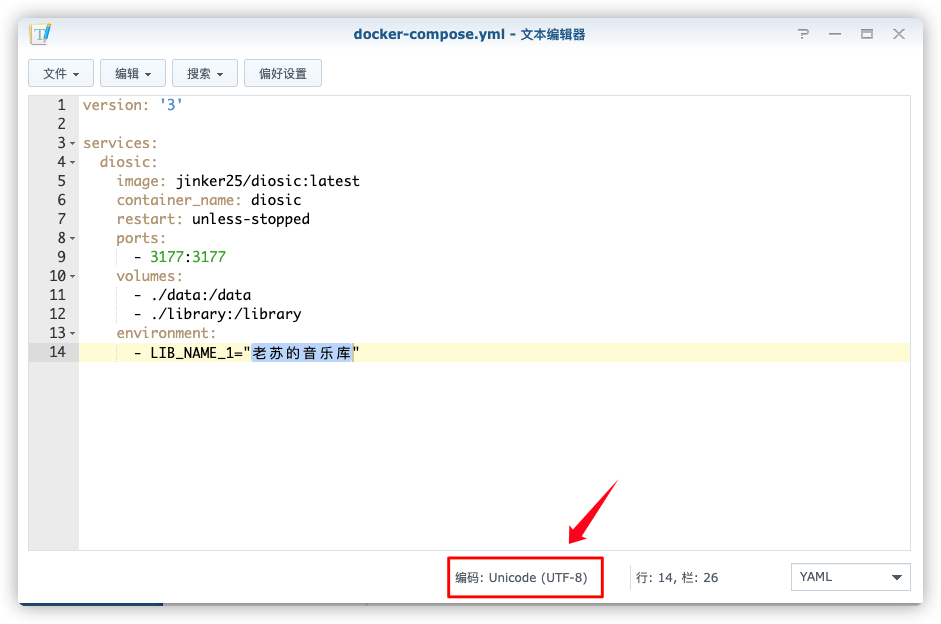 docker-compose.yml - 文本编辑器
文件 编辑 搜索 偏好设置
1 version: '3'
2
3 services:
4   diosic:
5     image: jinker25/diosic:latest
6     container_name: diosic
7     restart: unless-stopped
8     ports:
9       - 3177:3177
10     volumes:
11       - ./data:/data
12       - ./library:/library
13     environment:
14       - LIB_NAME_1="老苏的音乐库"
编码: Unicode (UTF-8) 行: 14, 栏: 26 YAML